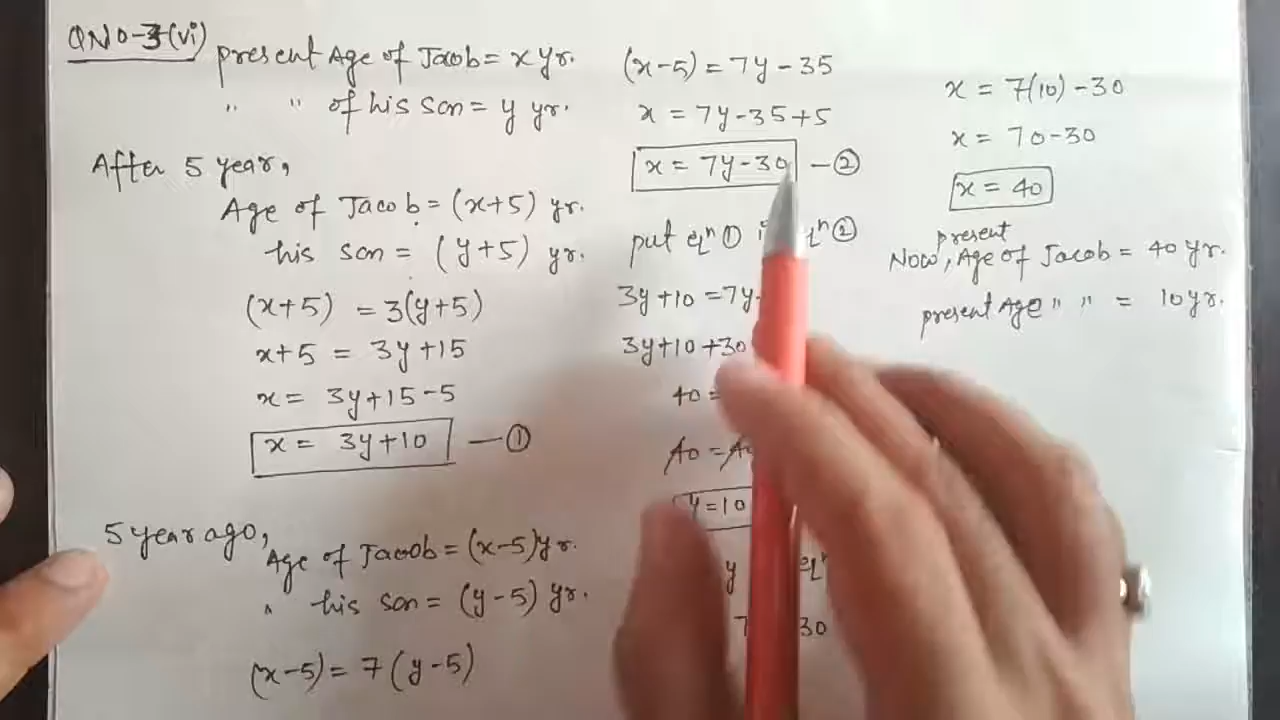 QNO-3(vi)
present Age of Jacob = x yr.
" " of his son = y yr.
After 5 year,
Age of Jacob = (x+5) yr.
his son = (y+5) yr.
(x+5) = 3(y+5)
x+5 = 3y+15
x = 3y+15-5
x = 3y+10 —①
5 year ago,
Age of Jacob = (x-5)yr.
" his son = (y-5) yr.
(x-5) = 7(y-5)
(x-5) = 7y-35
x = 7y-35+5
x = 7y-30 —②
put eqⁿ ① eqⁿ ②
3y+10 = 7y
3y+10+30
40 =
40 =
y=10
y eqⁿ
30
x = 7(10)-30
x = 70-30
x = 40
present
Now, Age of Jacob = 40 yr.
present Age " " = 10yr.